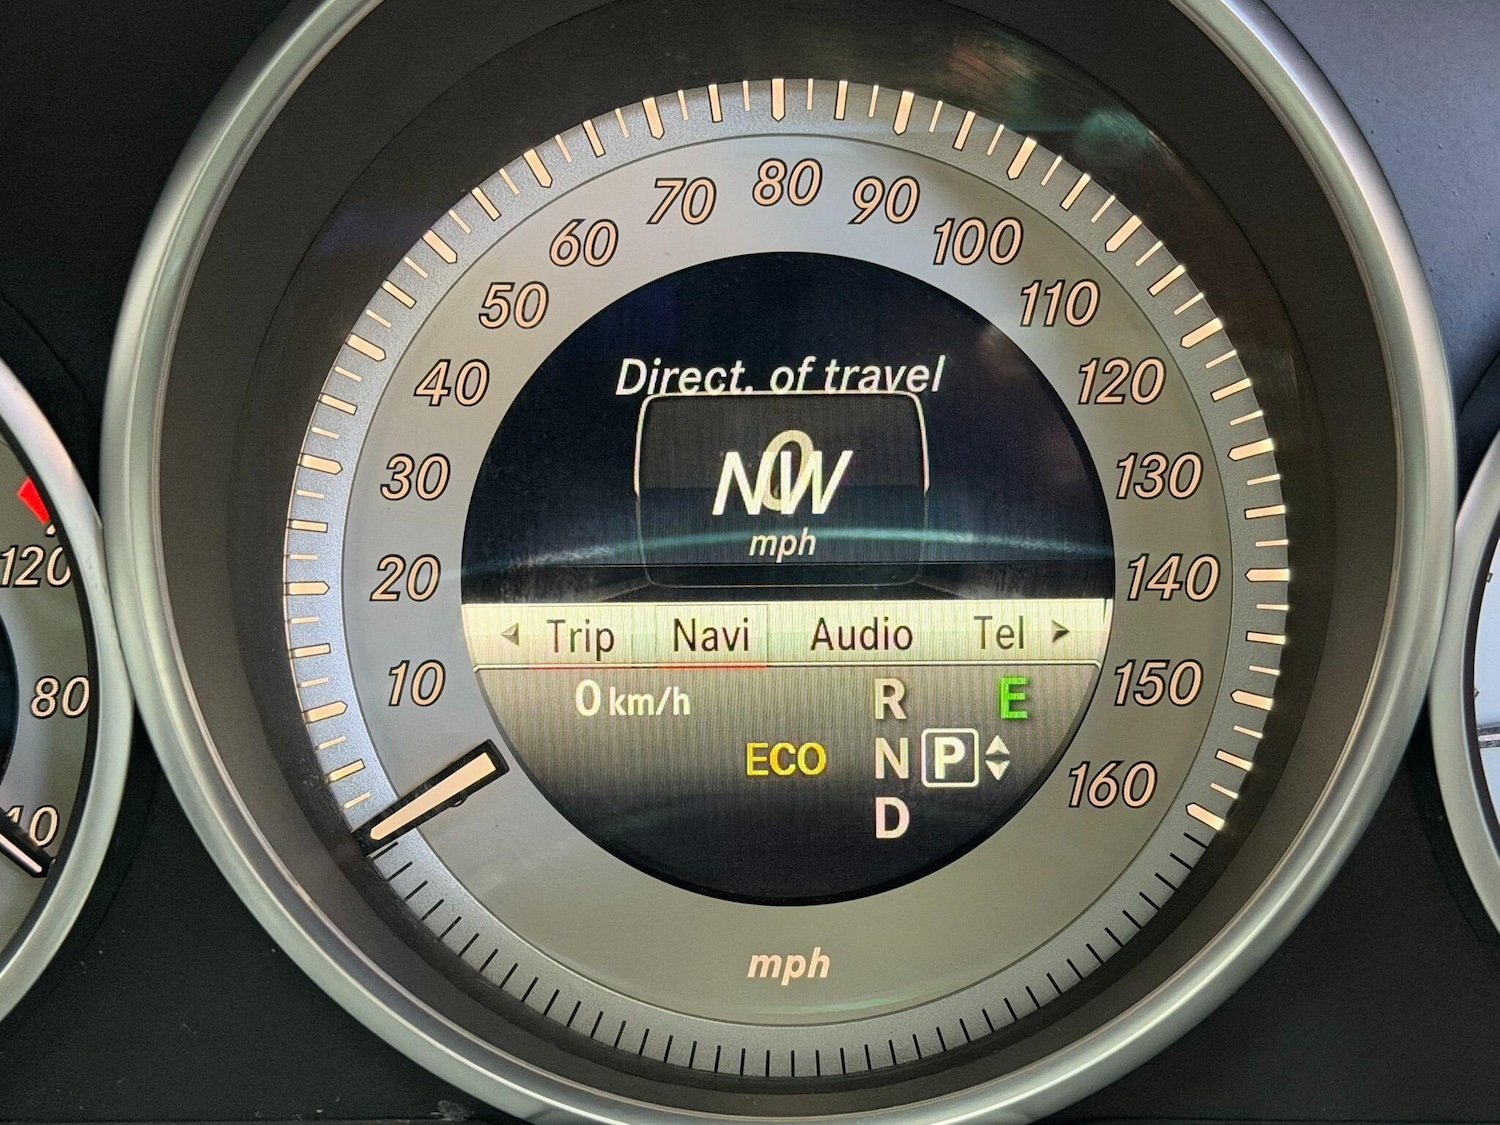 80
70
90
60
100
50
110
40
120
30
130
20
140
10
150
160
Direct. of travel
NW
0
mph
Trip Navi Audio Tel
0 km/h
R E
ECO N P
D
mph
120
80
40